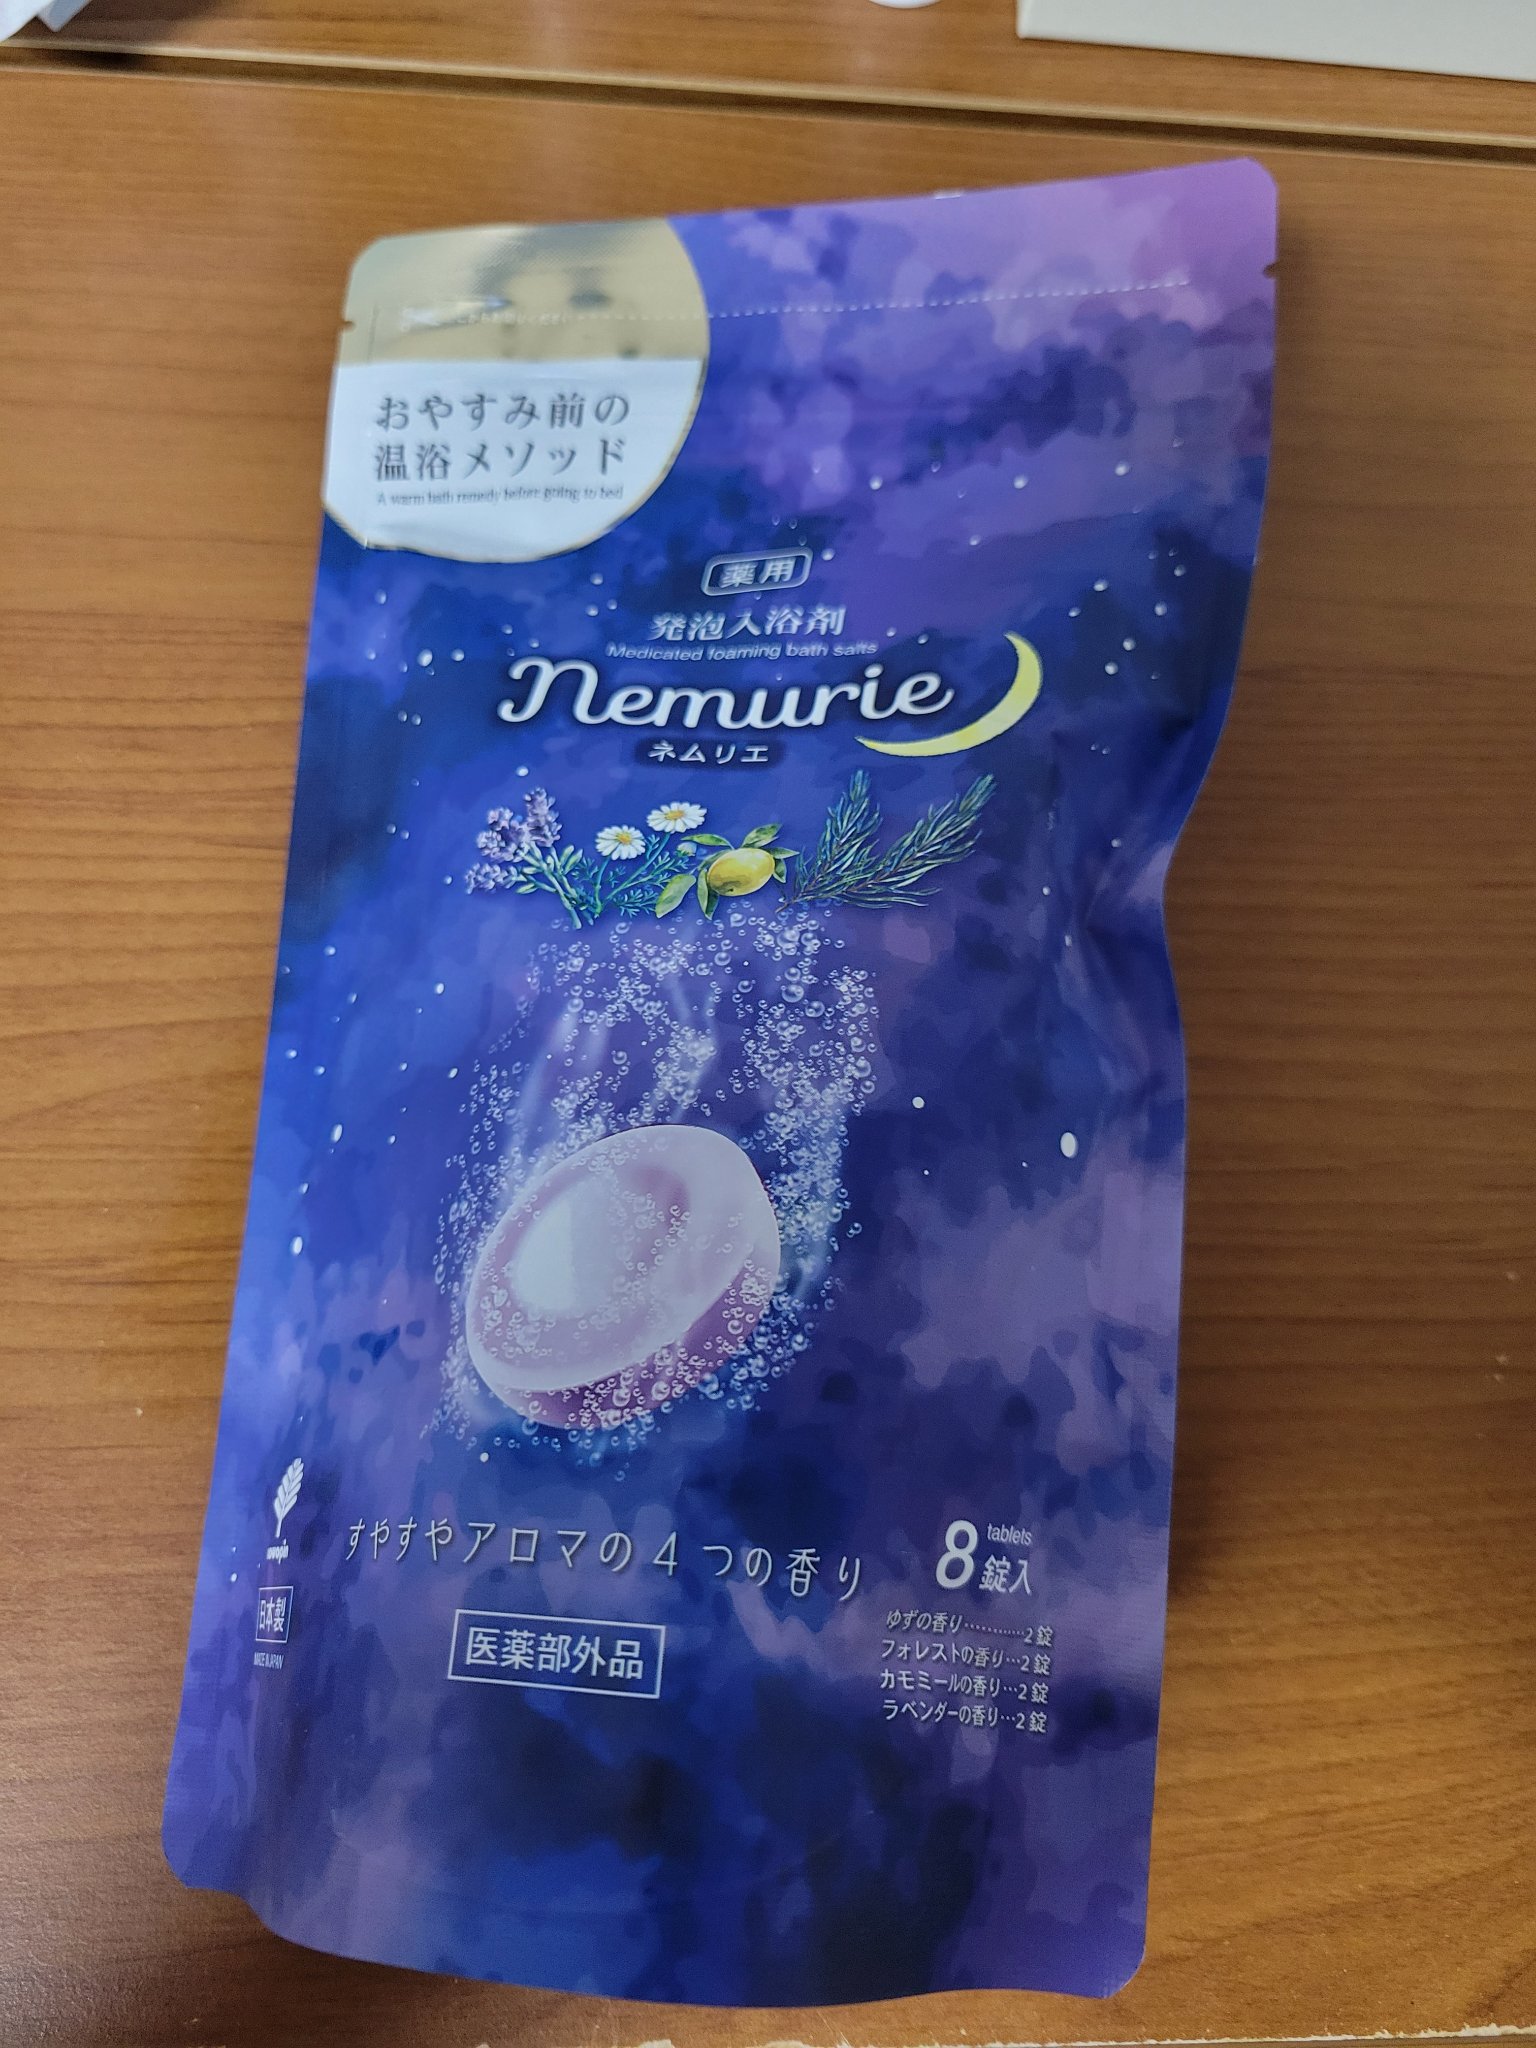 おやすみ前の
温浴メソッド
A warm bath remedy before going to bed
薬用
発泡入浴剤
Medicated foaming bath salts
nemurie
ネムリエ
すやすやアロマの4つの香り
8 tablets
錠入
ゆずの香り…………2錠
フォレストの香り…2錠
カモミールの香り…2錠
ラベンダーの香り…2錠
医薬部外品
日本製
MADE IN JAPAN